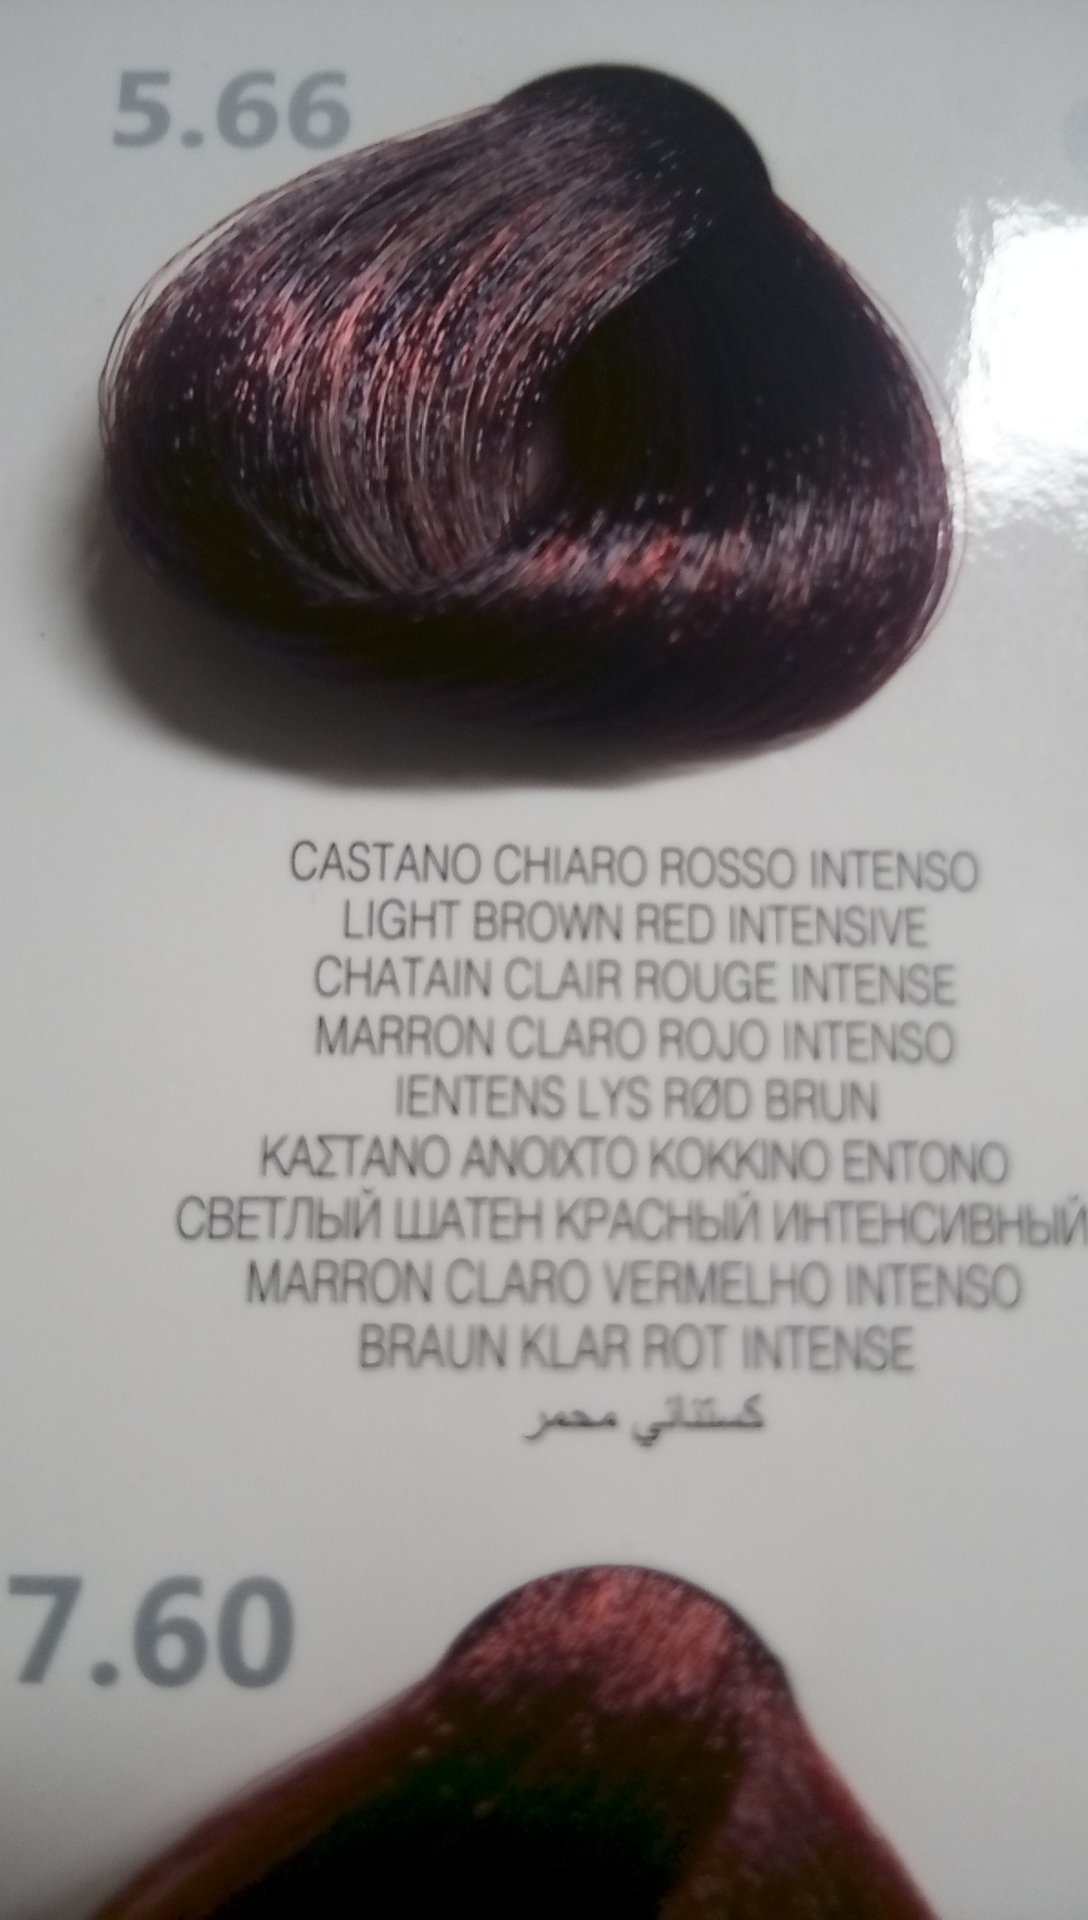 5.66
CASTANO CHIARO ROSSO INTENSO
LIGHT BROWN RED INTENSIVE
CHATAIN CLAIR ROUGE INTENSE
MARRON CLARO ROJO INTENSO
IENTENS LYS RØD BRUN
ΚΑΣΤΑΝΟ ΑΝΟΙΧΤΟ ΚΟΚΚΙΝΟ ΕΝΤΟΝΟ
СВЕТЛЫЙ ШАТЕН КРАСНЫЙ ИНТЕНСИВНЫЙ
MARRON CLARO VERMELHO INTENSO
BRAUN KLAR ROT INTENSE
كستنائي محمر
7.60